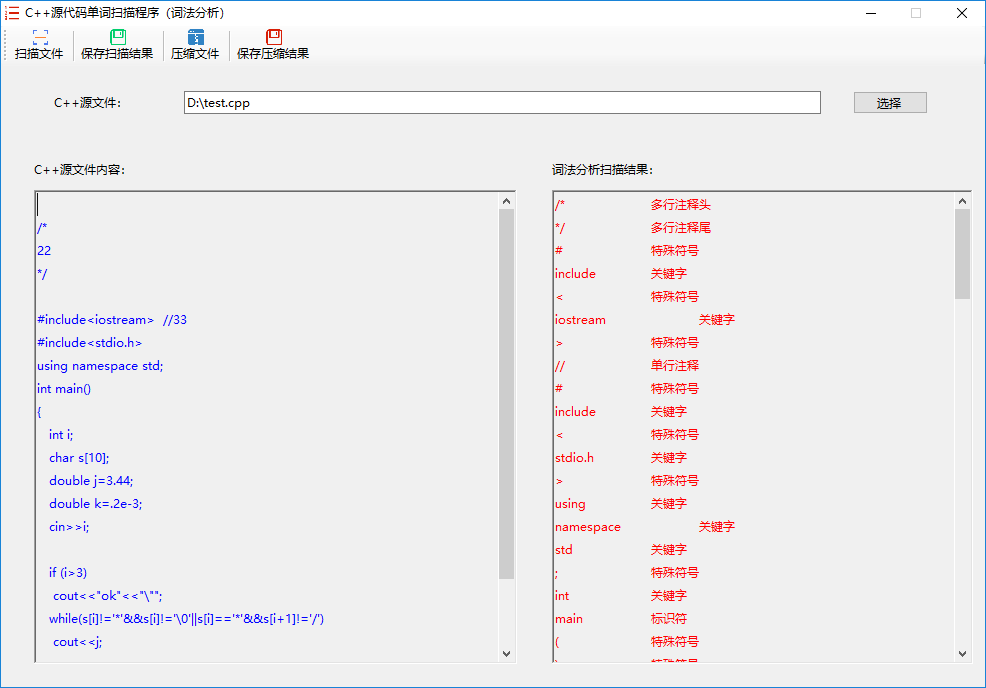 C++源代码单词扫描程序（词法分析）
扫描文件 保存扫描结果 压缩文件 保存压缩结果
C++源文件: D:\test.cpp 选择
C++源文件内容:
/*
22
*/
#include<iostream>  //33
#include<stdio.h>
using namespace std;
int main()
{
int i;
char s[10];
double j=3.44;
double k=.2e-3;
cin>>i;
if (i>3)
cout<<"ok"<<"\"";
while(s[i]!='*'&&s[i]!='\0'||s[i]=='*'&&s[i+1]!='/')
cout<<j;
词法分析扫描结果:
/* 多行注释头
*/ 多行注释尾
# 特殊符号
include 关键字
< 特殊符号
iostream 关键字
> 特殊符号
// 单行注释
# 特殊符号
include 关键字
< 特殊符号
stdio.h 关键字
> 特殊符号
using 关键字
namespace 关键字
std 关键字
; 特殊符号
int 关键字
main 标识符
( 特殊符号